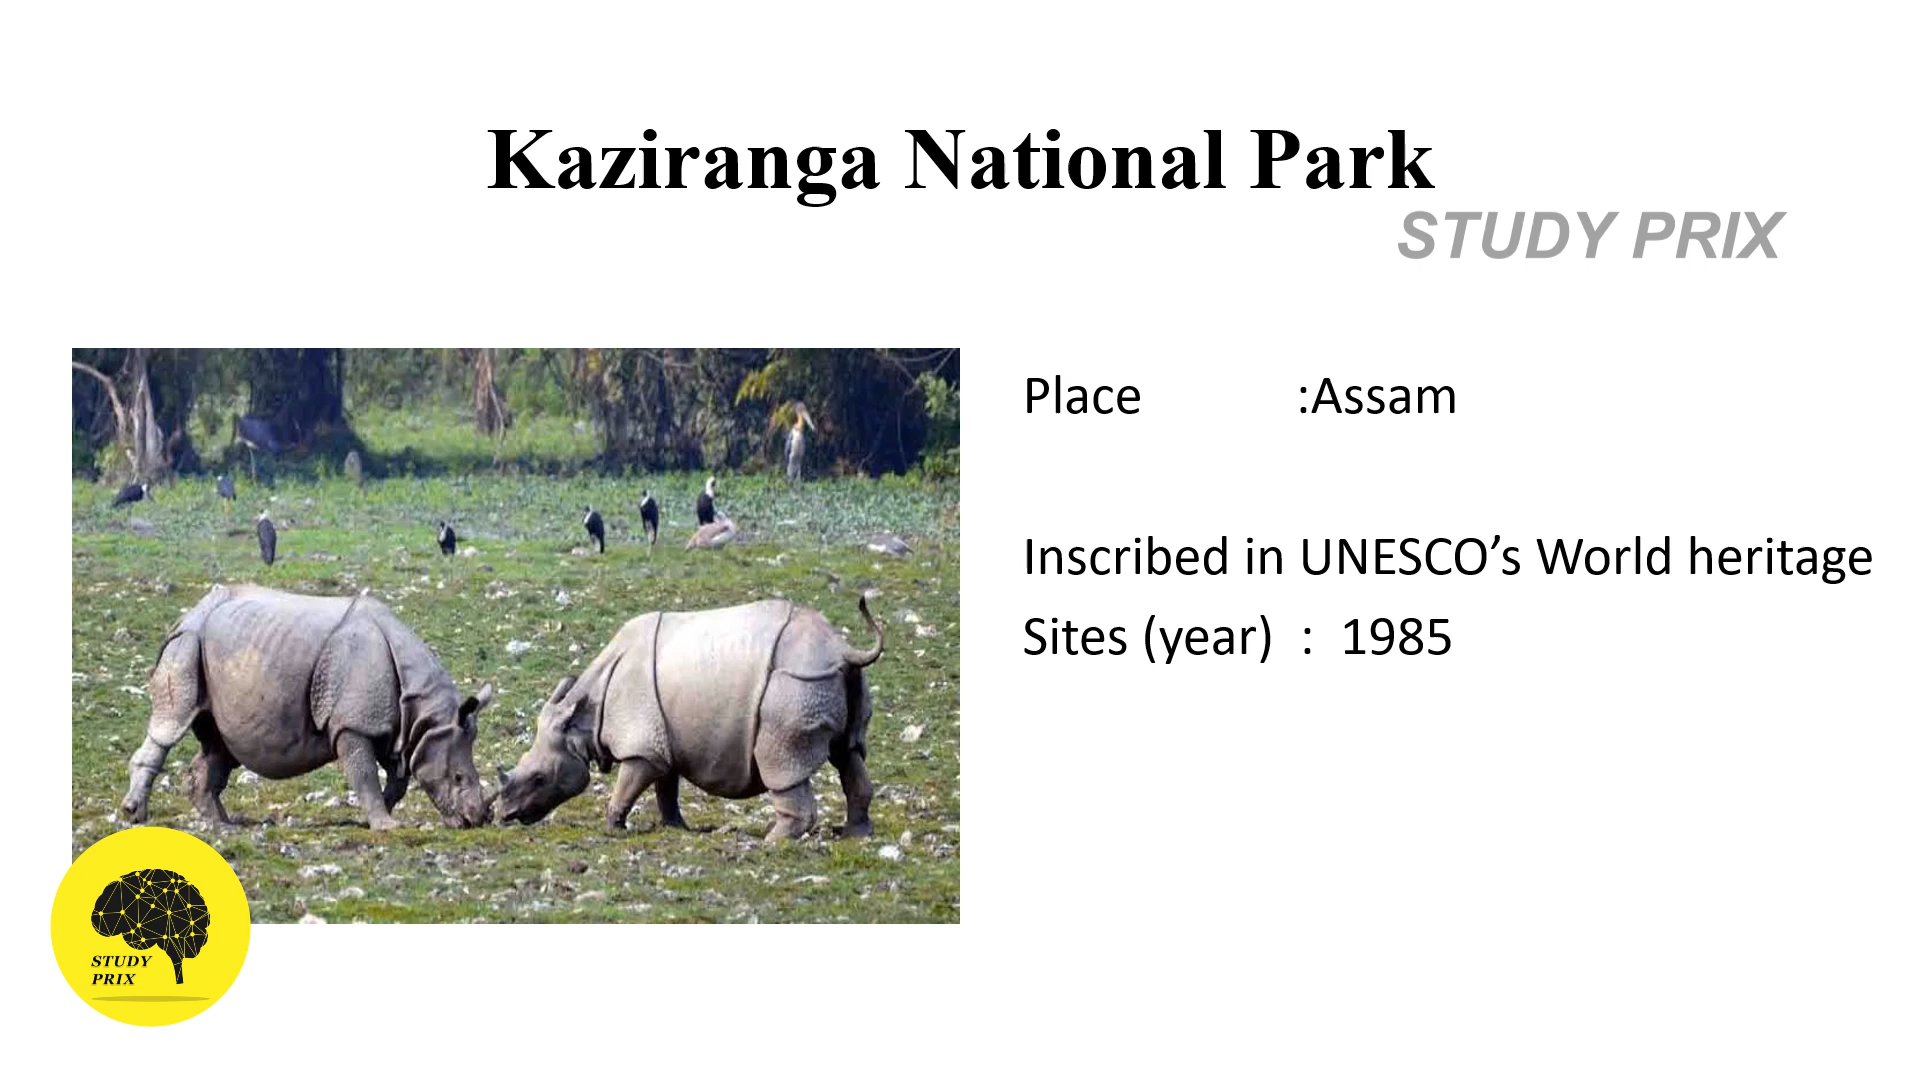 Kaziranga National Park
STUDY PRIX
Place :Assam
Inscribed in UNESCO’s World heritage
Sites (year) : 1985
STUDY
PRIX